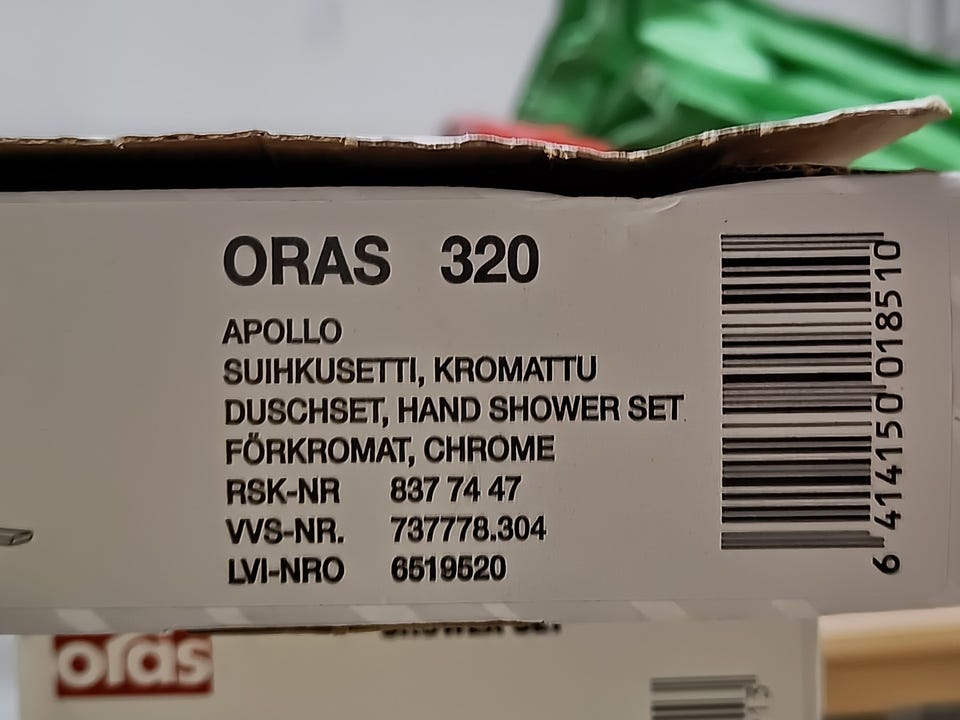 ORAS 320
APOLLO
SUIHKUSETTI, KROMATTU
DUSCHSET, HAND SHOWER SET
FÖRKROMAT, CHROME
RSK-NR 837 74 47
VVS-NR. 737778.304
LVI-NRO 6519520
6 414150 018510
oras